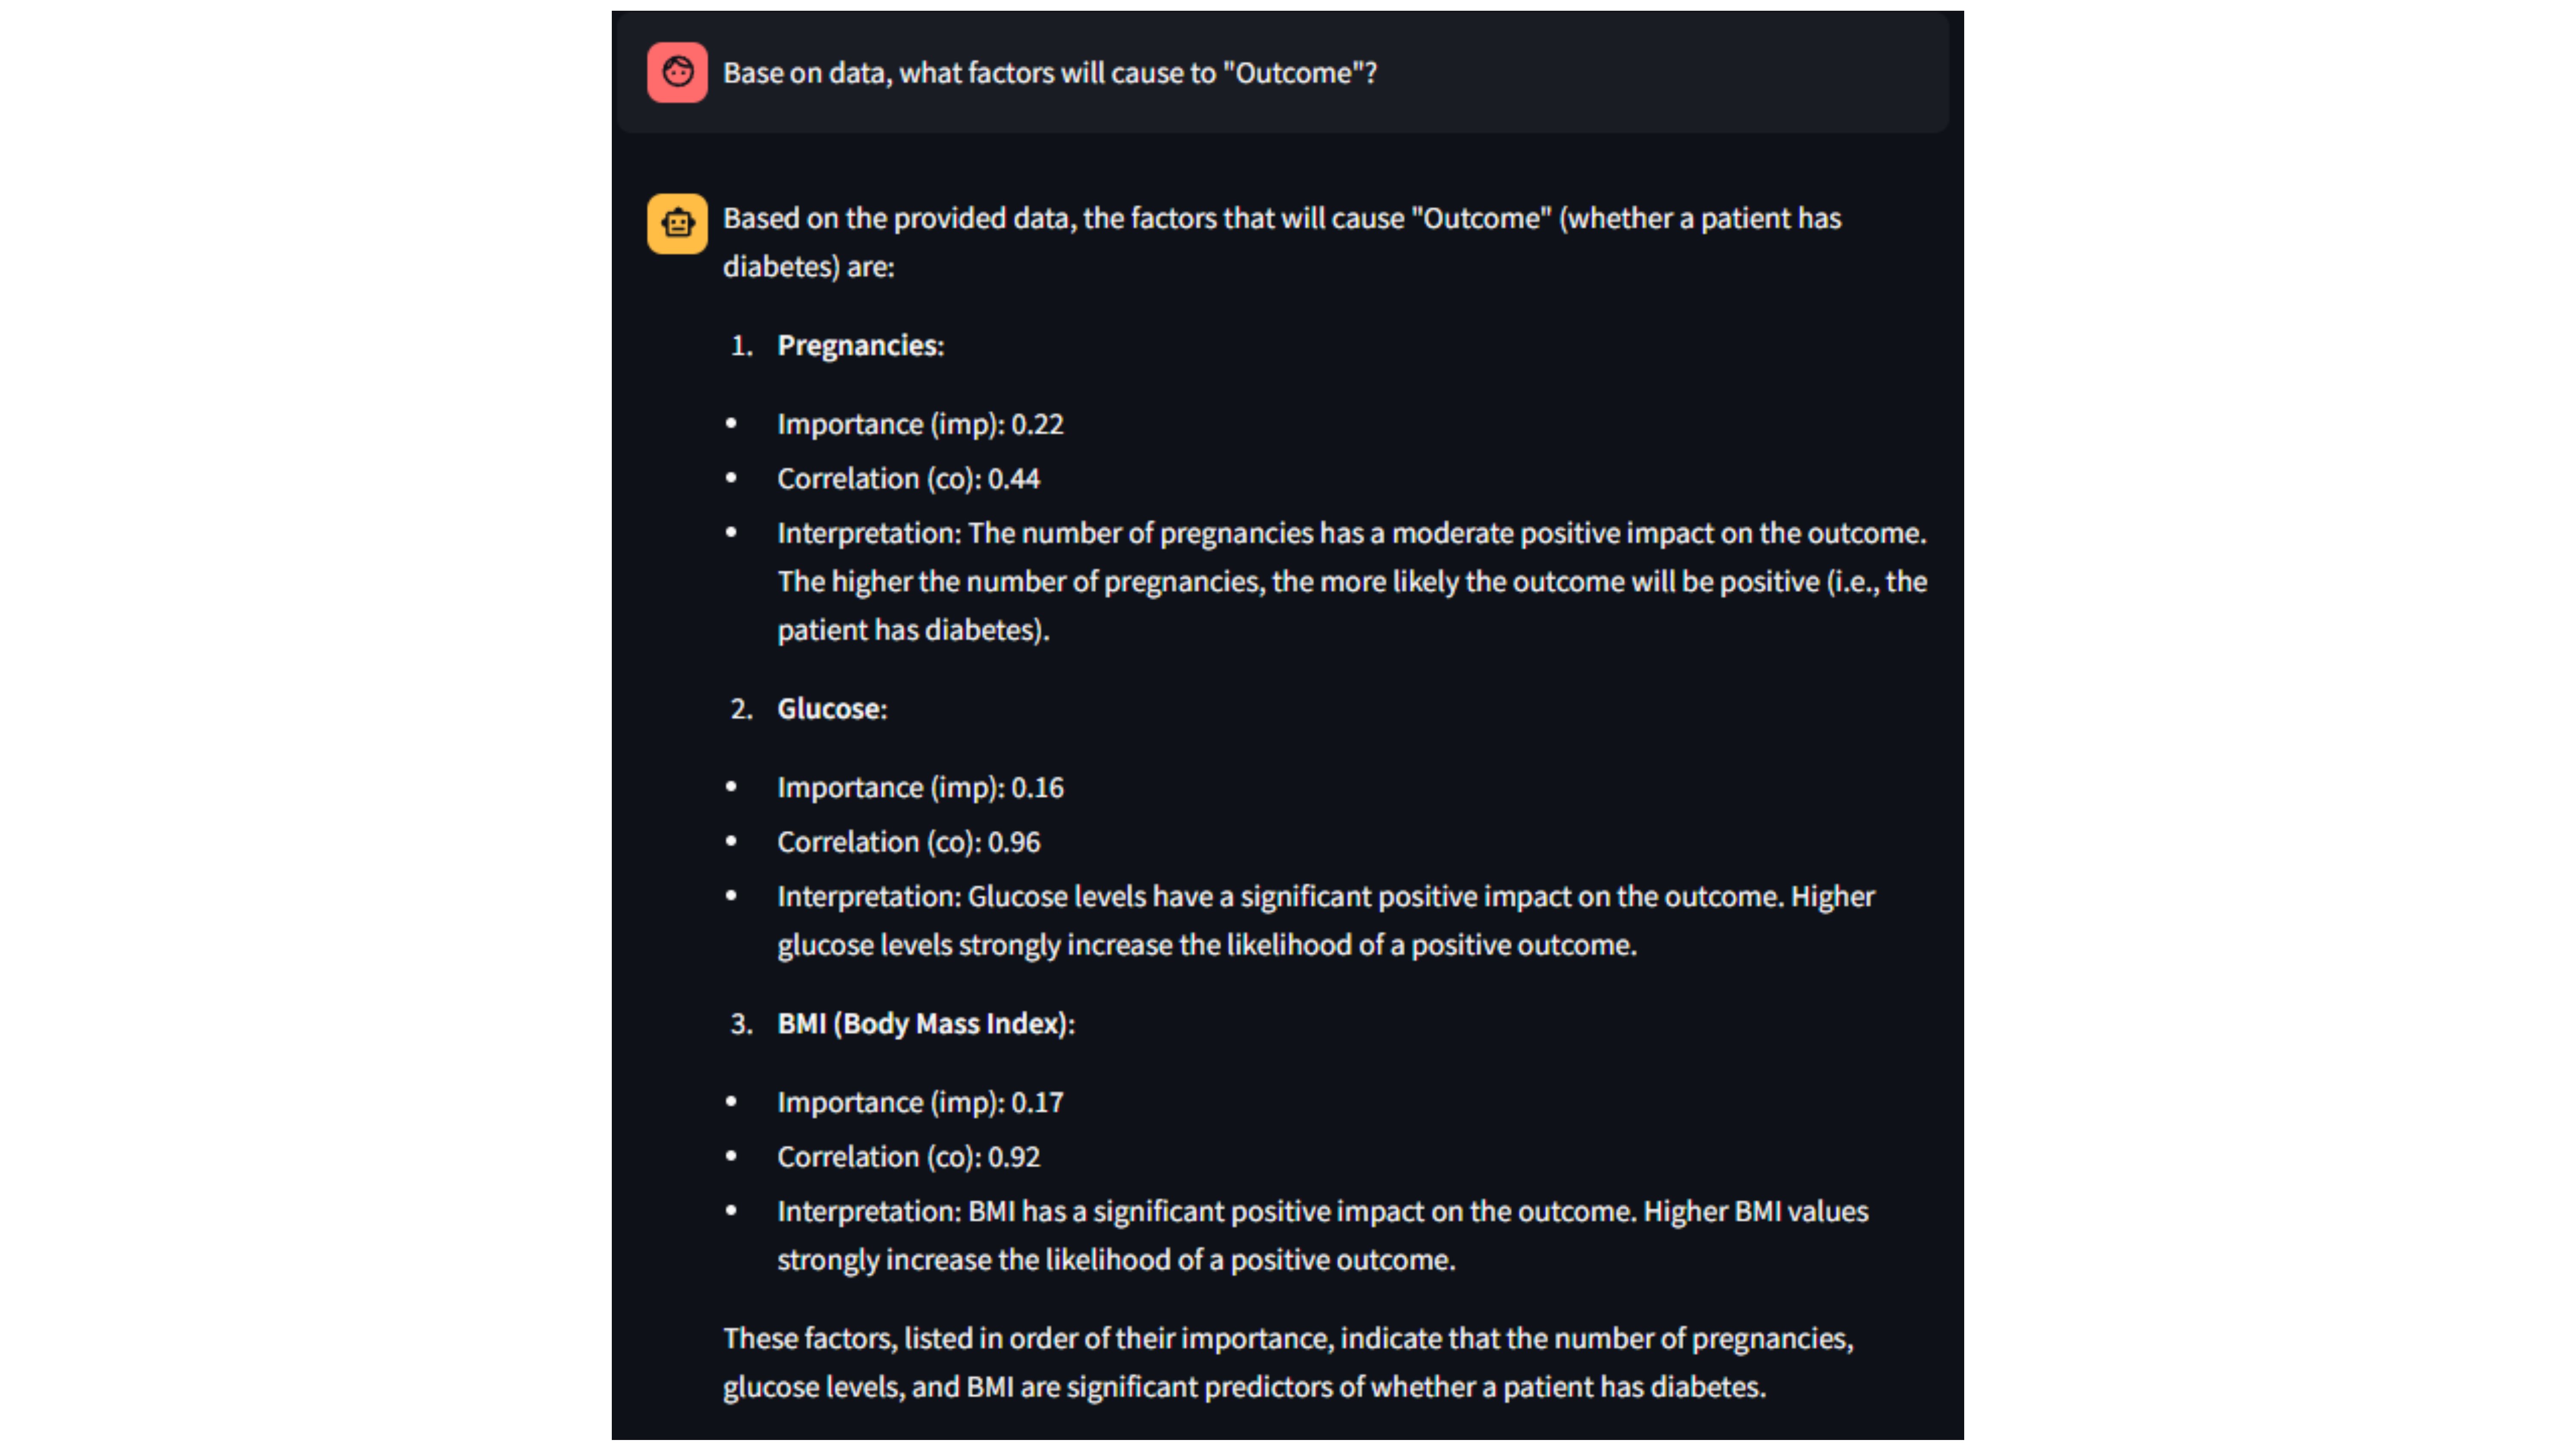 Base on data, what factors will cause to "Outcome"?
Based on the provided data, the factors that will cause "Outcome" (whether a patient has
diabetes) are:
1. Pregnancies:
• Importance (imp): 0.22
• Correlation (co): 0.44
• Interpretation: The number of pregnancies has a moderate positive impact on the outcome.
The higher the number of pregnancies, the more likely the outcome will be positive (i.e., the
patient has diabetes).
2. Glucose:
• Importance (imp): 0.16
• Correlation (co): 0.96
• Interpretation: Glucose levels have a significant positive impact on the outcome. Higher
glucose levels strongly increase the likelihood of a positive outcome.
3. BMI (Body Mass Index):
• Importance (imp): 0.17
• Correlation (co): 0.92
• Interpretation: BMI has a significant positive impact on the outcome. Higher BMI values
strongly increase the likelihood of a positive outcome.
These factors, listed in order of their importance, indicate that the number of pregnancies,
glucose levels, and BMI are significant predictors of whether a patient has diabetes.